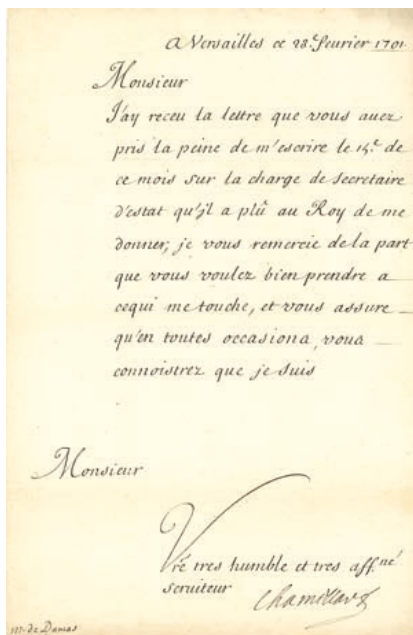 A Versailles ce 28.e feurier 1701.
Monsieur
J'ay receu la lettre que vous auez
pris la peine de m'escrire le 15.e de
ce mois sur la charge de secretaire
d'estat qu'jl a plû au Roy de me
donner; je vous remercie de la part
que vous voulez bien prendre a
cequi me touche, et vous assure
qu'en toutes occasions, vous
connoistrez que je suis
Monsieur
Vré tres humble et tres aff.né
seruiteur
Chamillart
M. de Damas